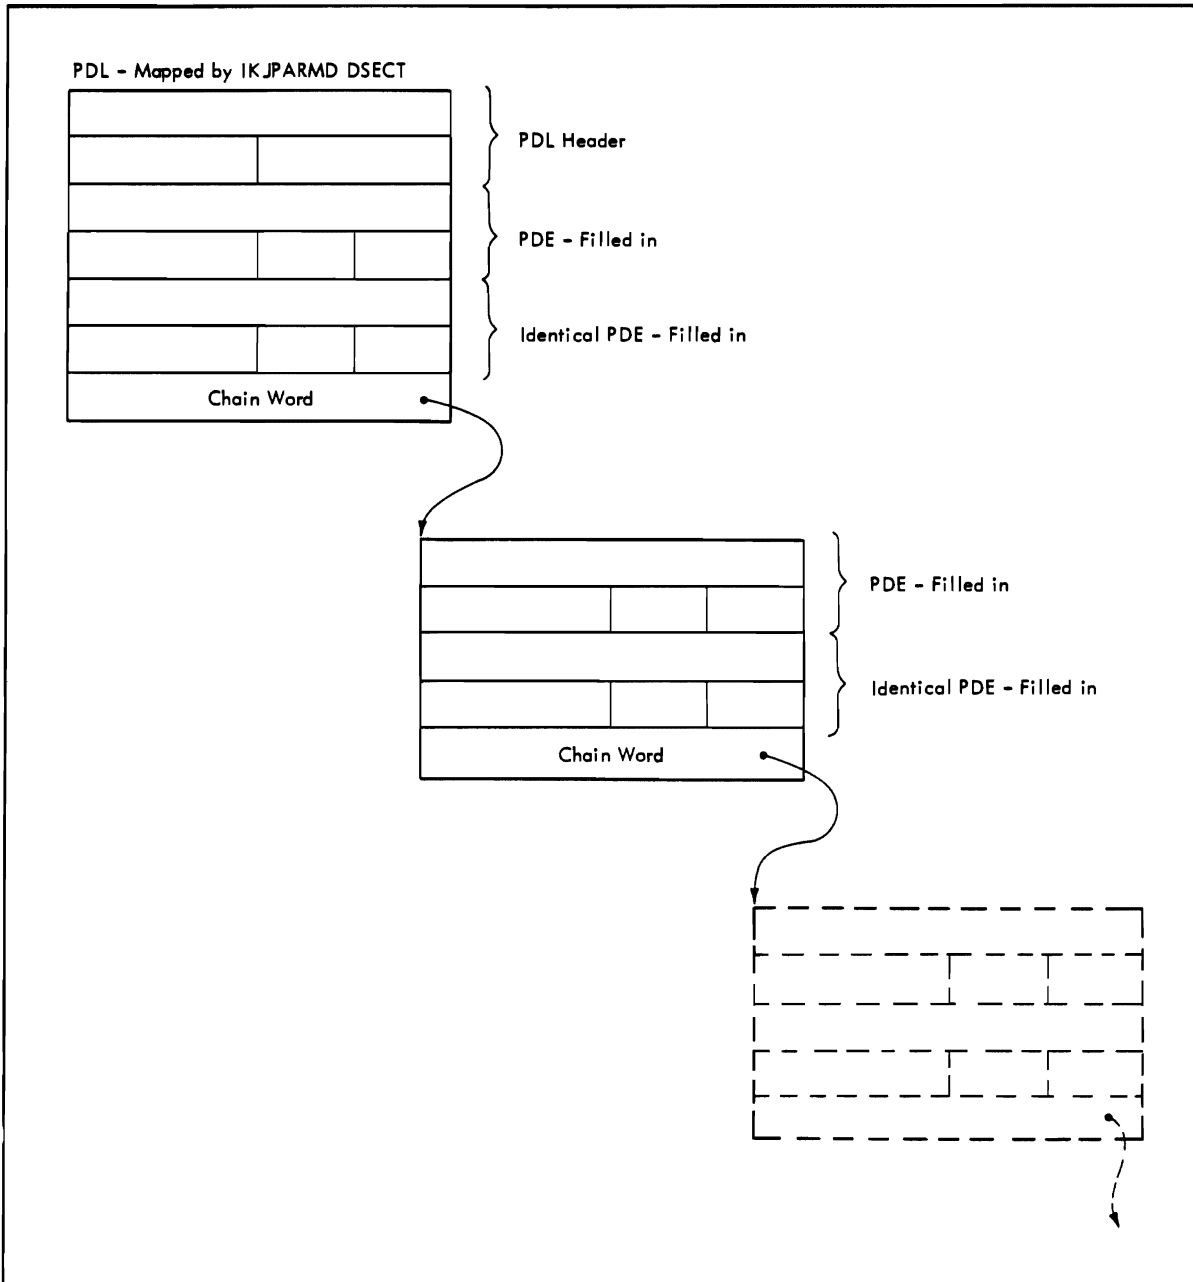 PDL - Mapped by IKJPARMD DSECT
PDL Header
PDE - Filled in
Identical PDE - Filled in
Chain Word
PDE - Filled in
Identical PDE - Filled in
Chain Word